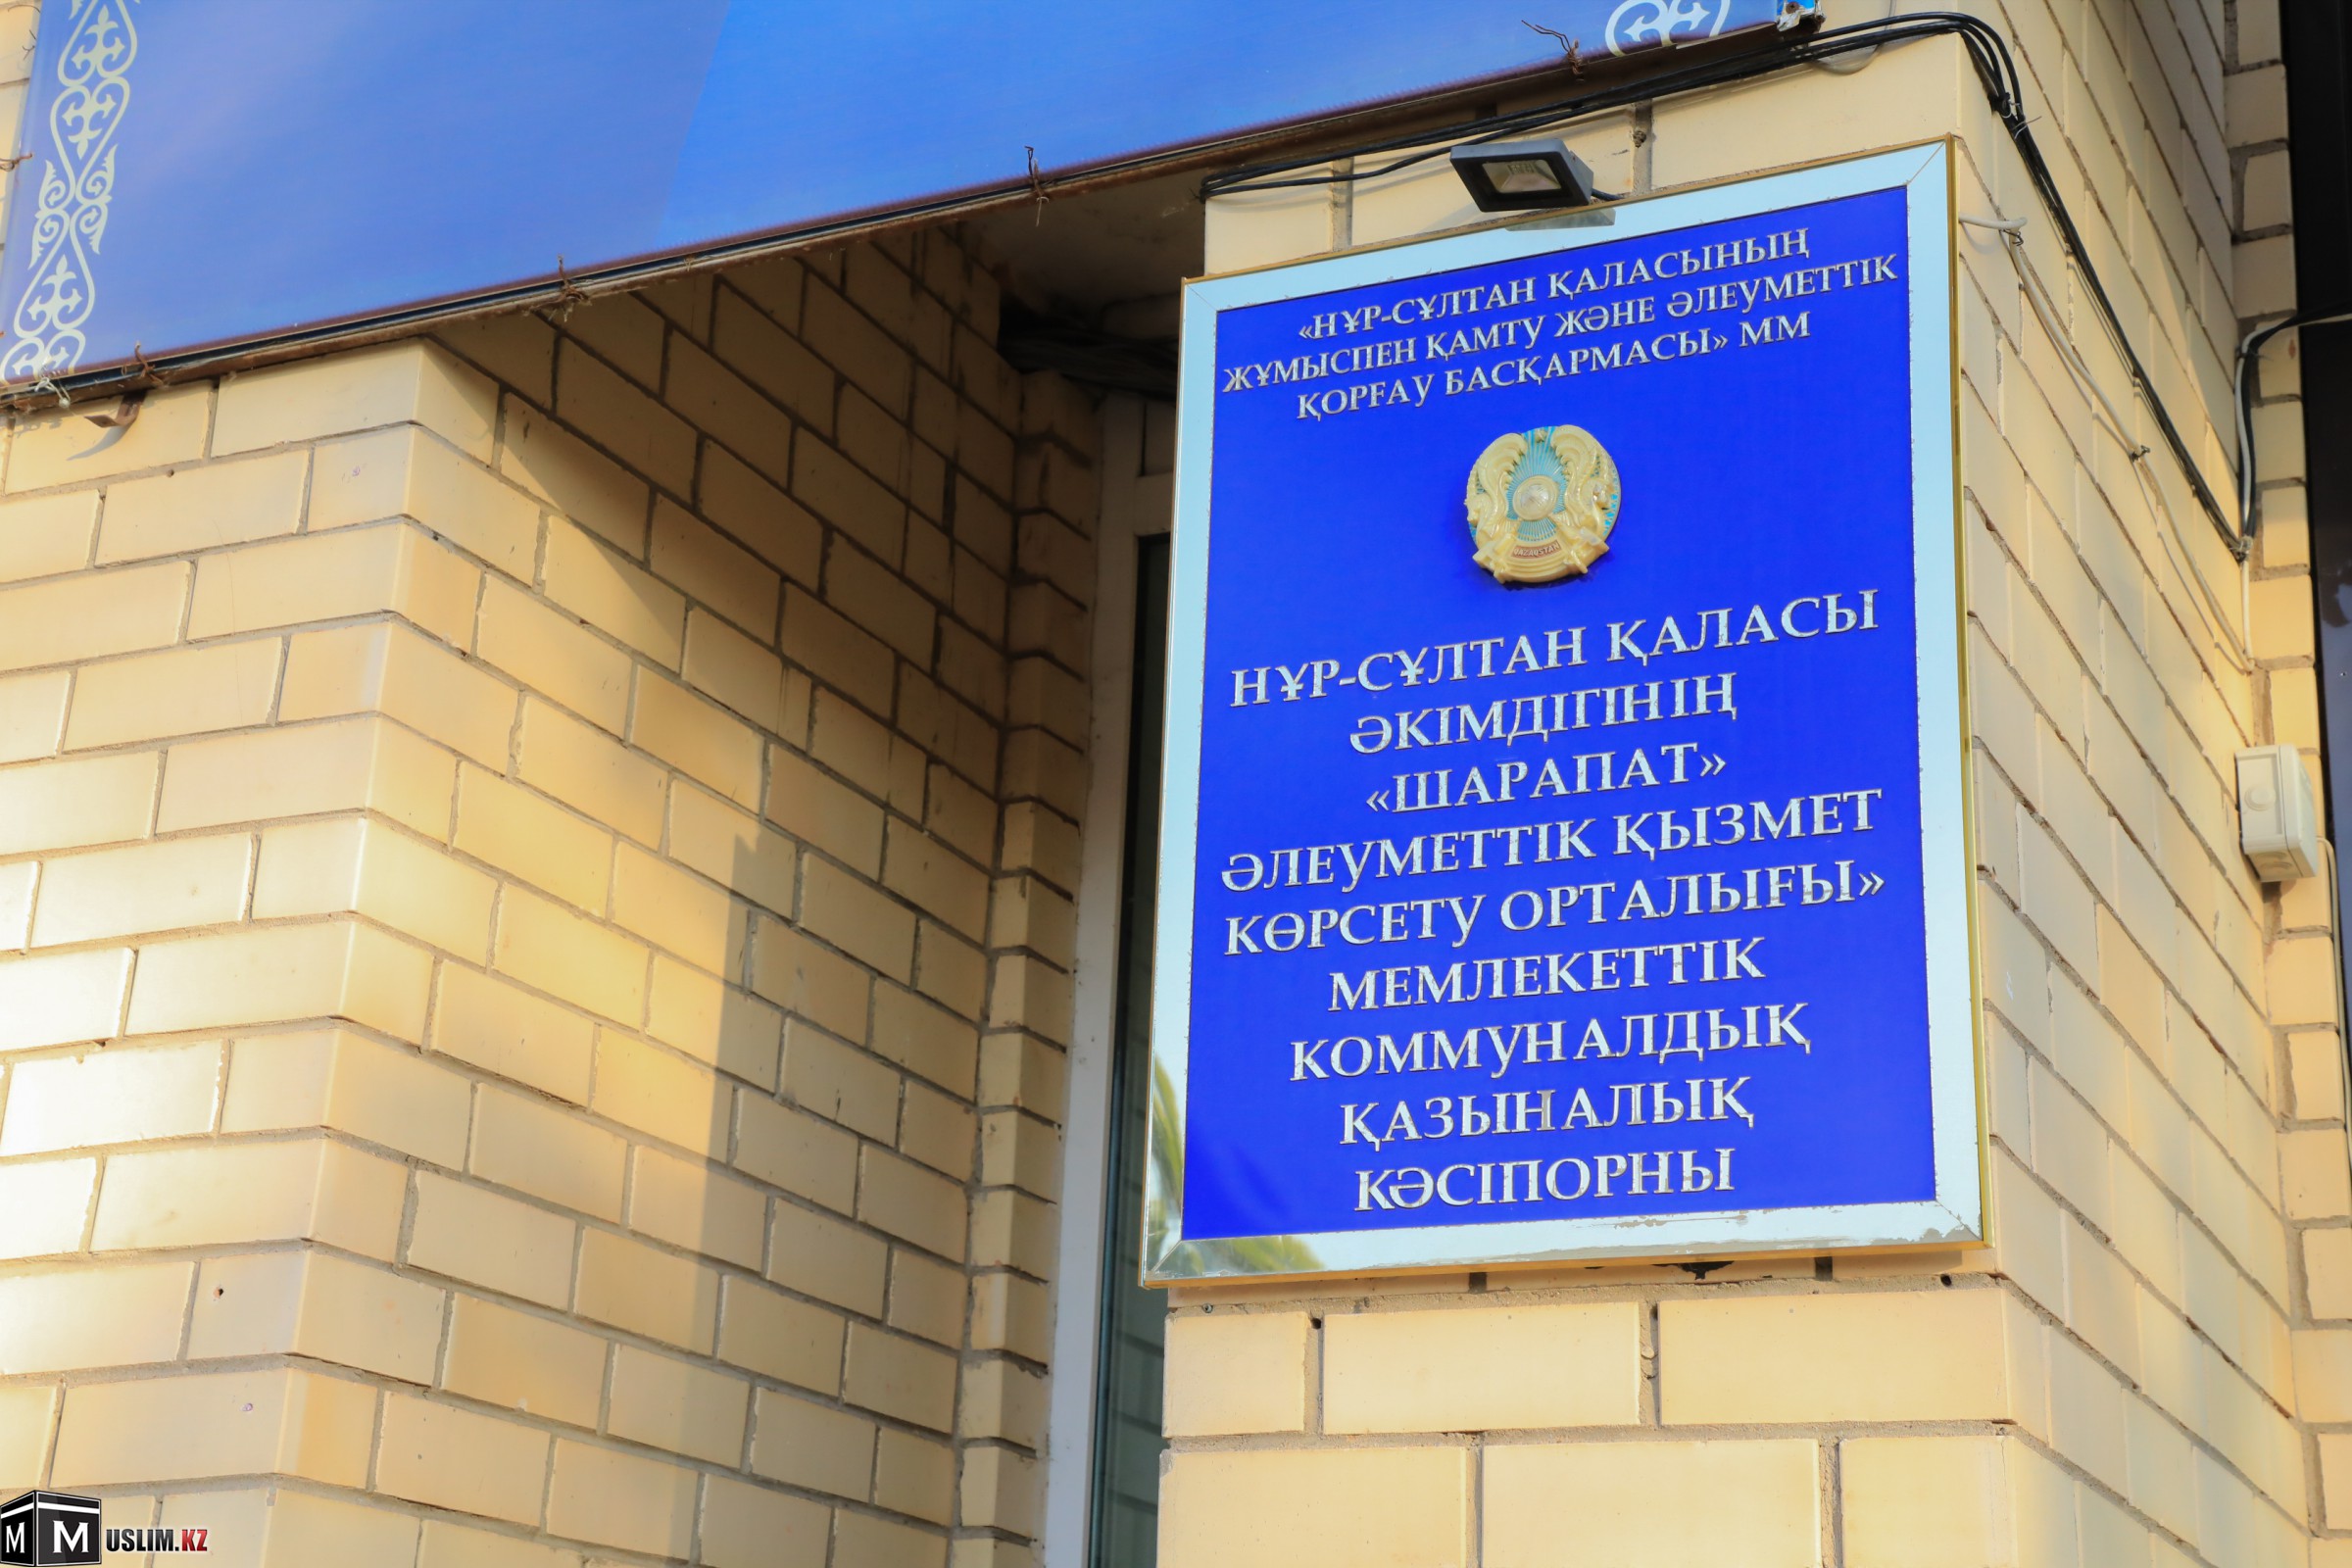 «НҰР-СҰЛТАН ҚАЛАСЫНЫҢ
ЖҰМЫСПЕН ҚАМТУ ЖӘНЕ ӘЛЕУМЕТТІК
ҚОРҒАУ БАСҚАРМАСЫ» ММ
QAZAQSTAN
НҰР-СҰЛТАН ҚАЛАСЫ
ӘКІМДІГІНІҢ
«ШАРАПАТ»
ӘЛЕУМЕТТІК ҚЫЗМЕТ
КӨРСЕТУ ОРТАЛЫҒЫ»
МЕМЛЕКЕТТІК
КОММУНАЛДЫҚ
ҚАЗЫНАЛЫҚ
КӘСІПОРНЫ
M MUSLIM.KZ